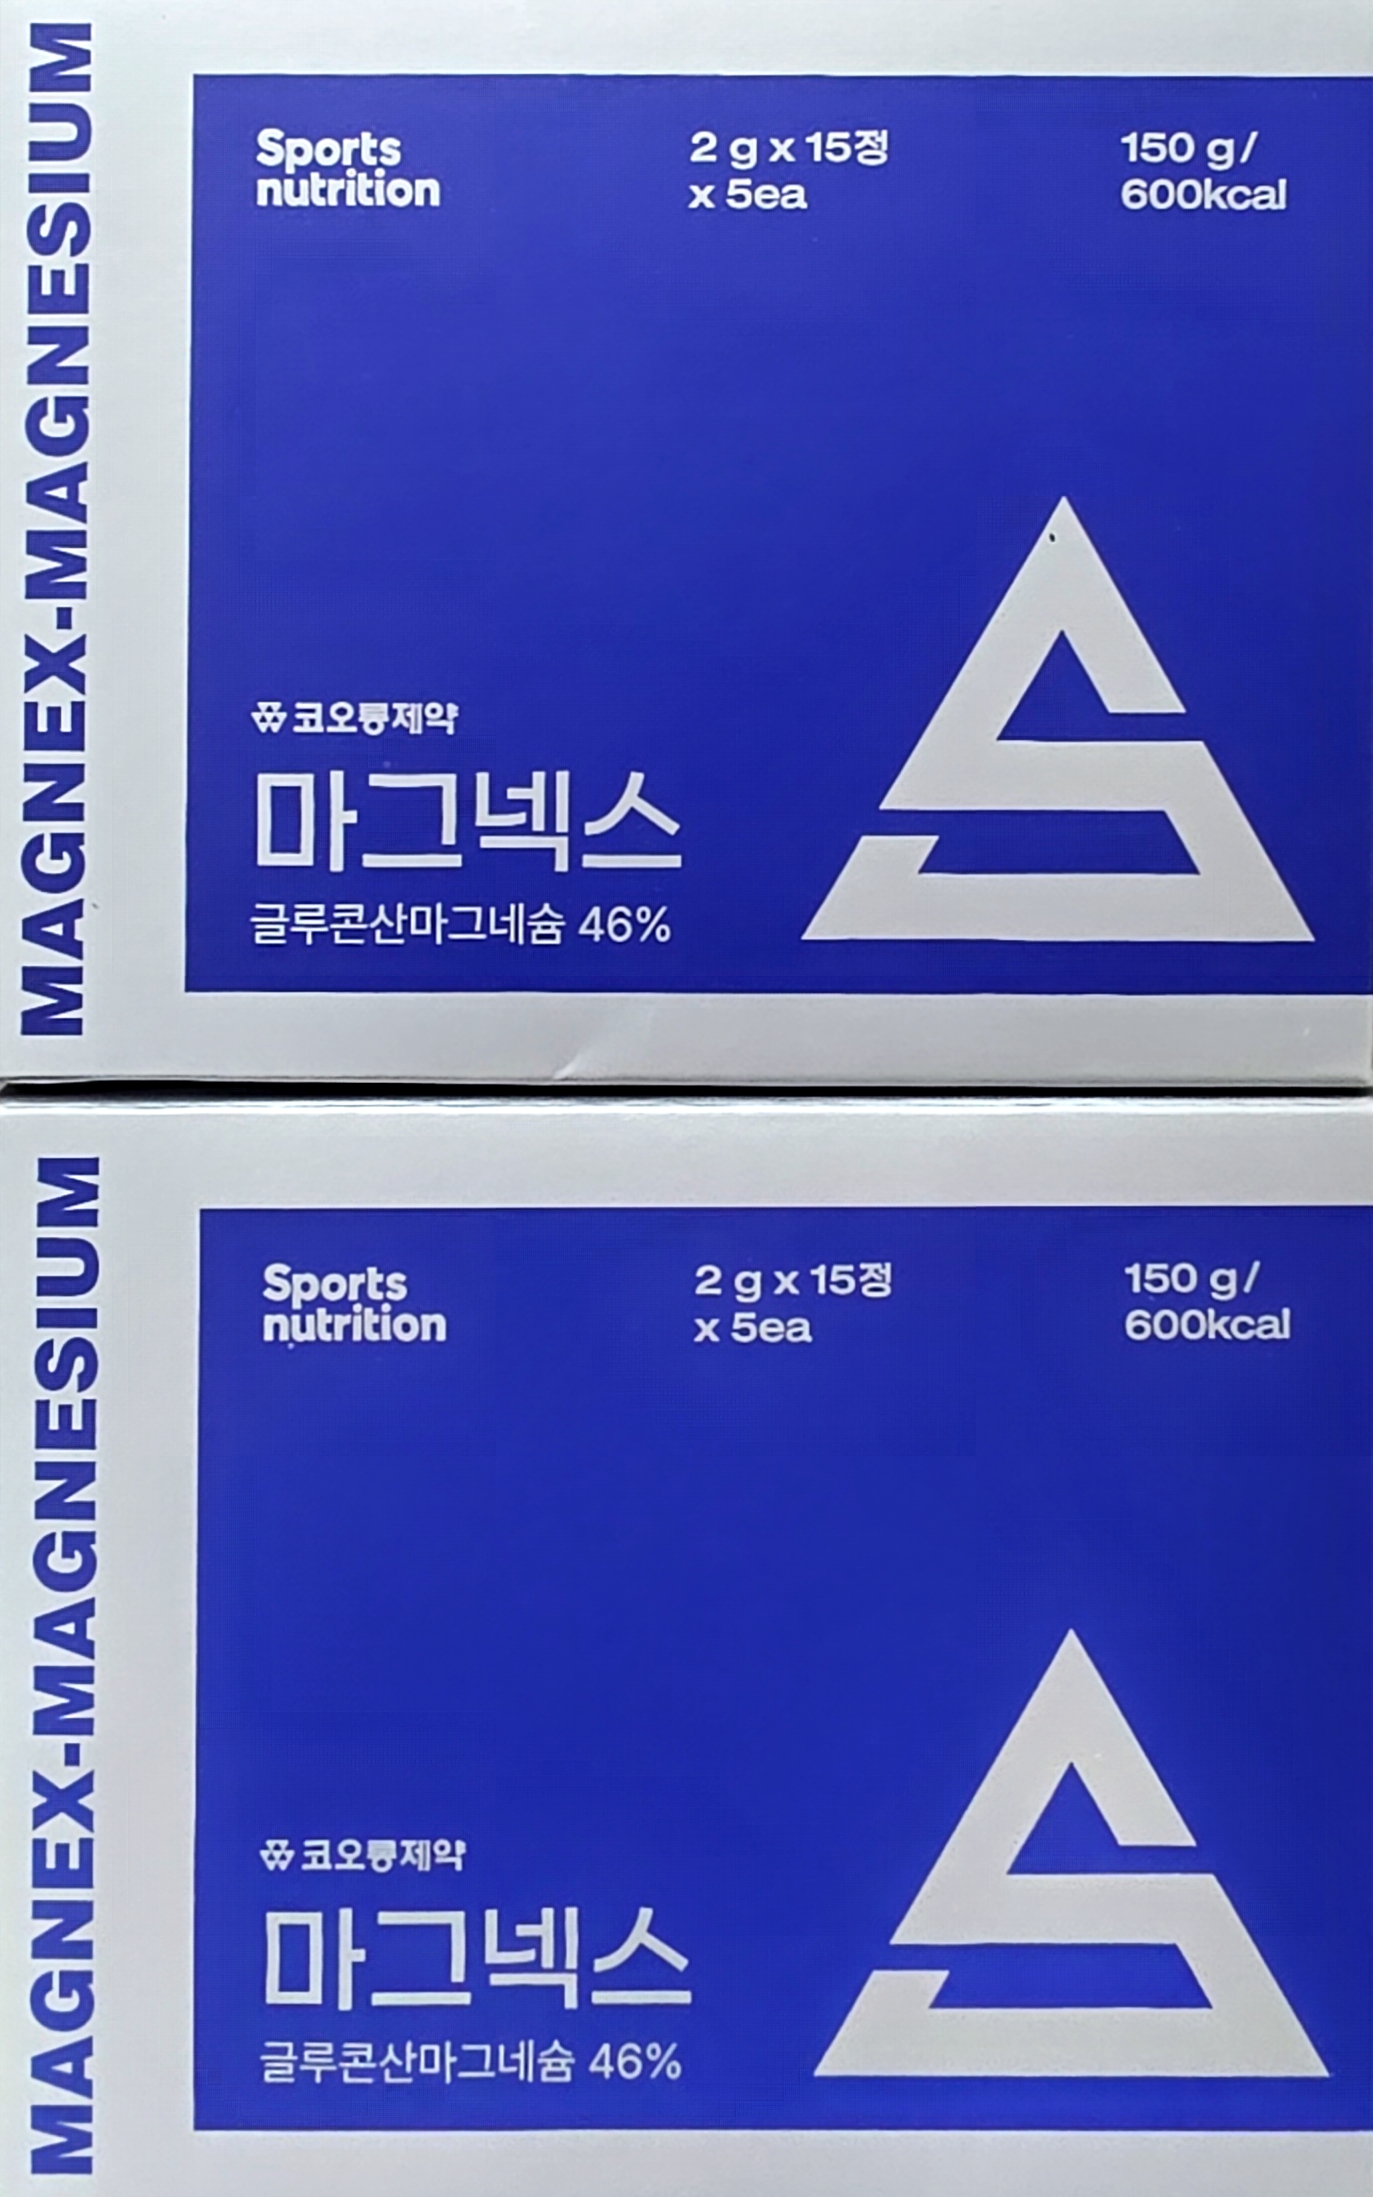 MAGNEX-MAGNESIUM
Sports
nutrition
2 g x 15정
x 5ea
150 g/
600kcal
코오롱제약
마그넥스
글루콘산마그네슘 46%
MAGNEX-MAGNESIUM
Sports
nutrition
2 g x 15정
x 5ea
150 g/
600kcal
코오롱제약
마그넥스
글루콘산마그네슘 46%